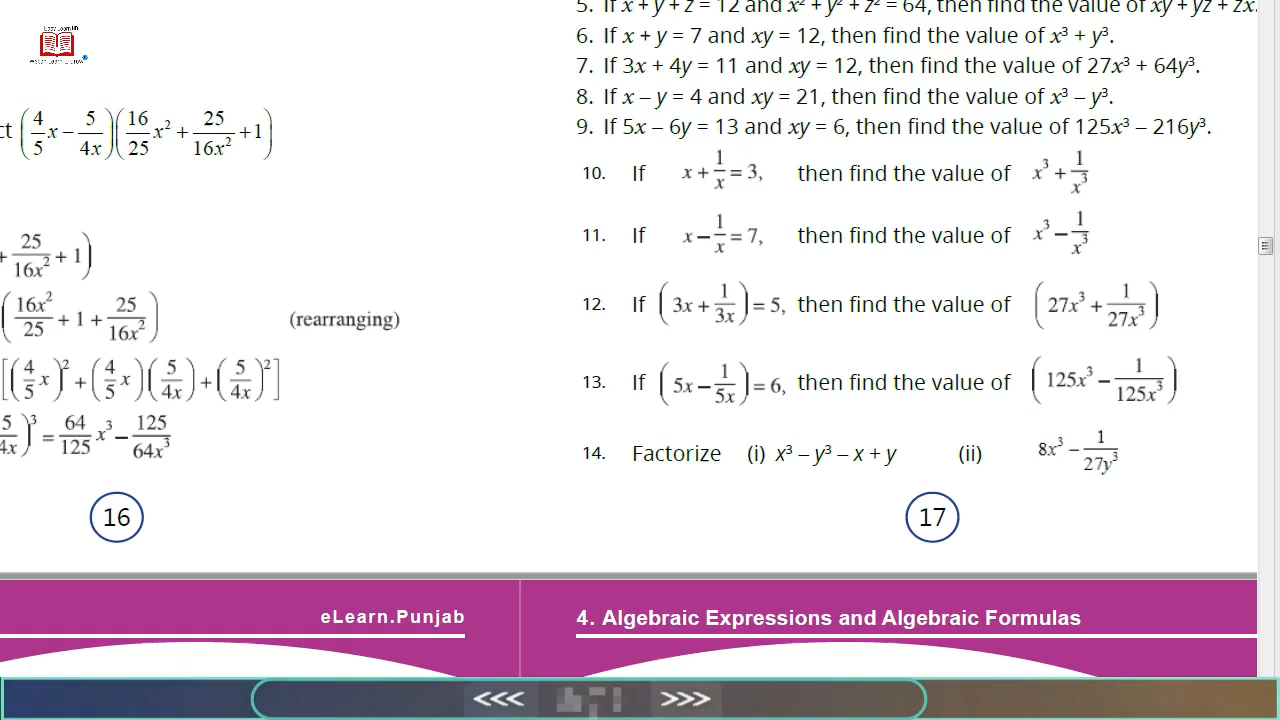 5. If x + y + z = 12 and x² + y² + z² = 64, then find the value of xy + yz + zx.
6. If x + y = 7 and xy = 12, then find the value of x³ + y³.
7. If 3x + 4y = 11 and xy = 12, then find the value of 27x³ + 64y³.
8. If x – y = 4 and xy = 21, then find the value of x³ – y³.
9. If 5x – 6y = 13 and xy = 6, then find the value of 125x³ – 216y³.
10. If x + 1/x = 3, then find the value of x³ + 1/x³
11. If x – 1/x = 7, then find the value of x³ – 1/x³
12. If (3x + 1/3x) = 5, then find the value of (27x³ + 1/27x³)
13. If (5x – 1/5x) = 6, then find the value of (125x³ – 1/125x³)
14. Factorize (i) x³ – y³ – x + y (ii) 8x³ – 1/27y³
17
ct (4/5 x – 5/4x)(16/25 x² + 25/16x² + 1)
+ 25/16x² + 1)
(16x²/25 + 1 + 25/16x²) (rearranging)
[(4/5 x)² + (4/5 x)(5/4x) + (5/4x)²]
5/4x)³ = 64/125 x³ – 125/64x³
16
eLearn.Punjab
4. Algebraic Expressions and Algebraic Formulas
<<< >>>